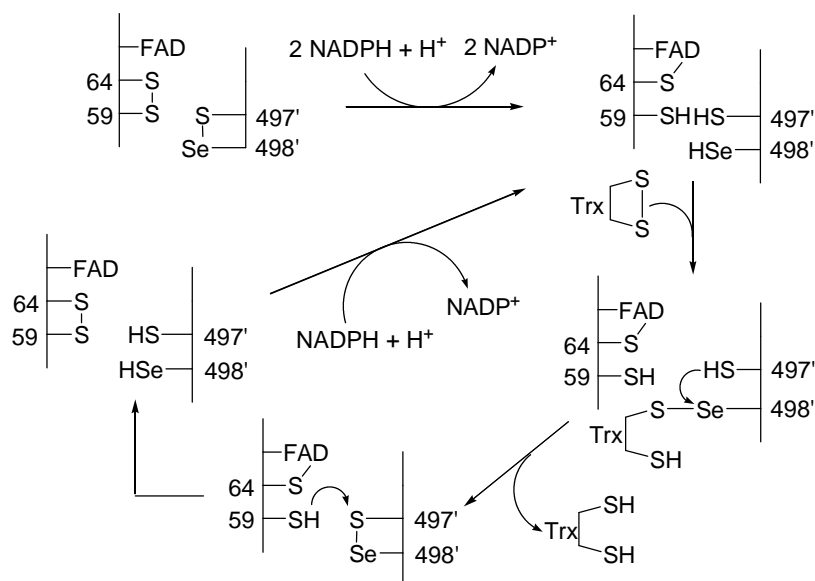 FAD 2 NADPH + H+ 2 NADP+ FAD
64 S 64 S
59 S S 497' 59 SH HS 497'
Se 498' HSe 498'
Trx S
S
FAD
64 S NADP+ FAD
59 S HS 497' NADPH + H+ 64 S
HSe 498' 59 SH HS 497'
S Se 498'
Trx
FAD SH
64 S
59 SH S 497' SH
Se 498' Trx
SH